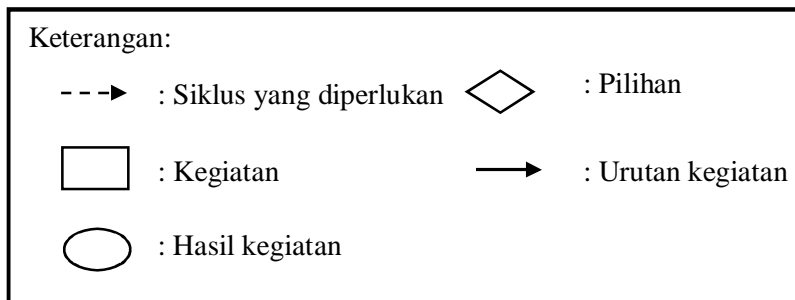 Keterangan:
: Siklus yang diperlukan
: Pilihan
: Kegiatan
: Urutan kegiatan
: Hasil kegiatan